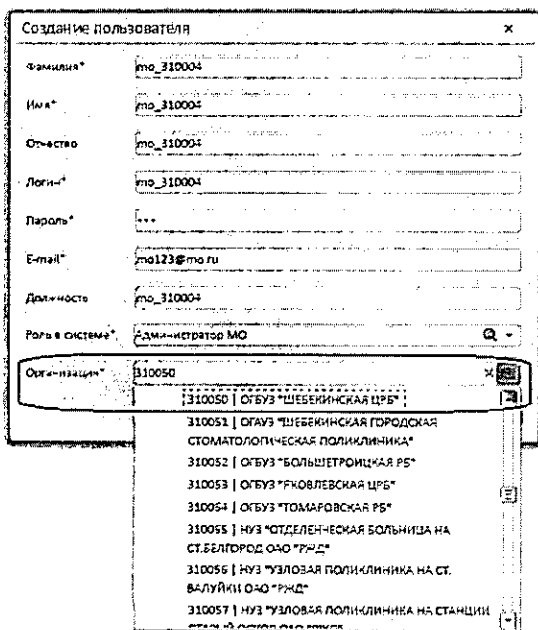 Создание пользователя ×
Фамилия* mo_310004
Имя* mo_310004
Отчество mo_310004
Логин* mo_310004
Пароль* •••
E-mail* mo123@mo.ru
Должность mo_310004
Роль в системе* Администратор МО
Организация* 310050 ×
310050 | ОГБУЗ "ШЕБЕКИНСКАЯ ЦРБ"
310051 | ОГАУЗ "ШЕБЕКИНСКАЯ ГОРОДСКАЯ
СТОМАТОЛОГИЧЕСКАЯ ПОЛИКЛИНИКА"
310052 | ОГБУЗ "БОЛЬШЕТРОИЦКАЯ РБ"
310053 | ОГБУЗ "ЯКОВЛЕВСКАЯ ЦРБ"
310054 | ОГБУЗ "ТОМАРОВСКАЯ РБ"
310055 | НУЗ "ОТДЕЛЕНЧЕСКАЯ БОЛЬНИЦА НА
СТ.БЕЛГОРОД ОАО "РЖД"
310056 | НУЗ "УЗЛОВАЯ ПОЛИКЛИНИКА НА СТ.
ВАЛУЙКИ ОАО "РЖД"
310057 | НУЗ "УЗЛОВАЯ ПОЛИКЛИНИКА НА СТАНЦИИ
СТАРЫЙ ОСКОЛ ОАО